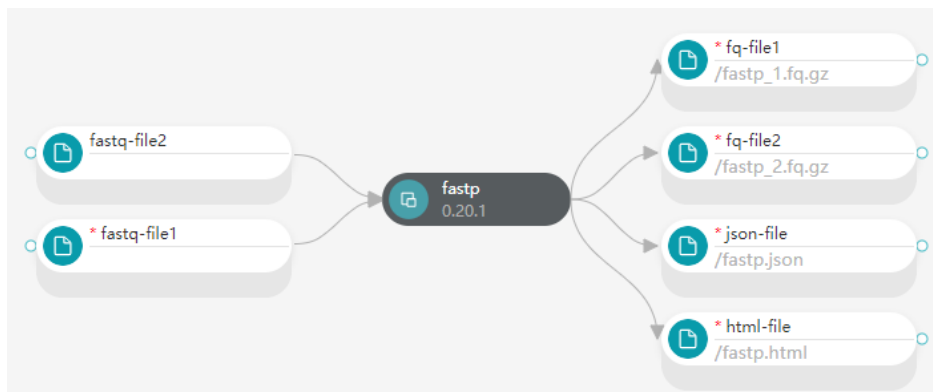 fastq-file2
* fastq-file1
fastp
0.20.1
* fq-file1
/fastp_1.fq.gz
* fq-file2
/fastp_2.fq.gz
* json-file
/fastp.json
* html-file
/fastp.html